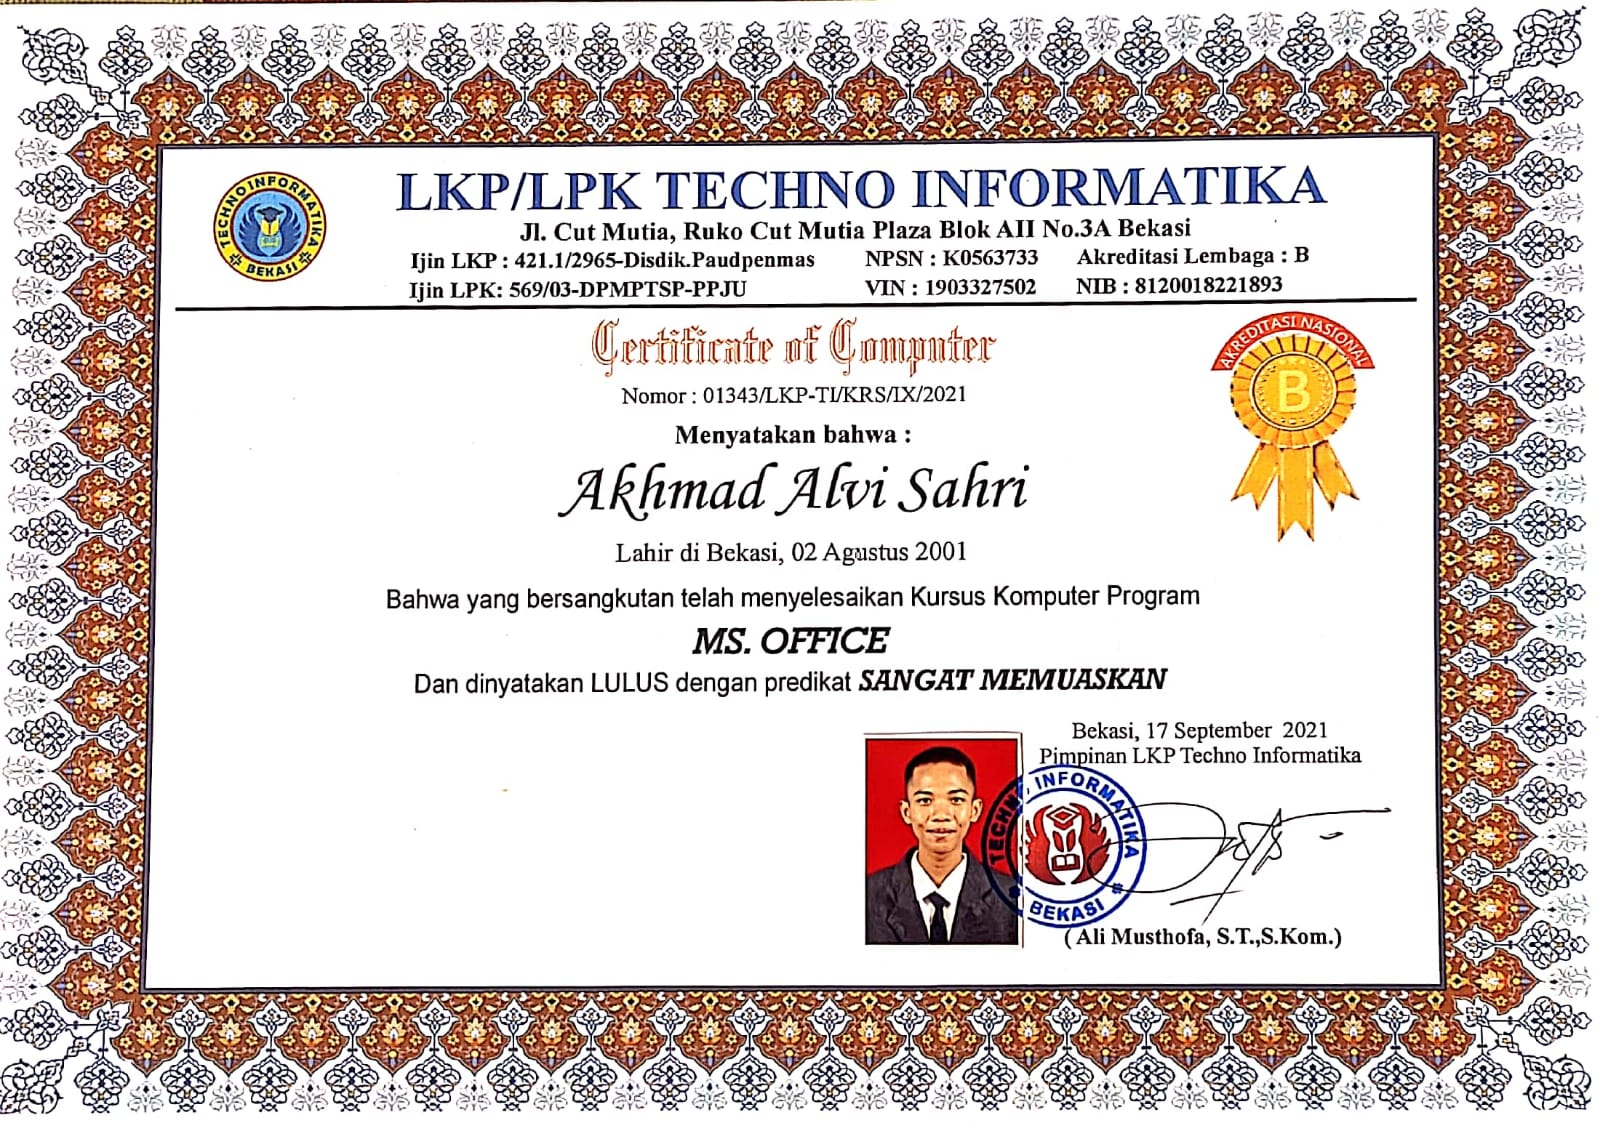 TECHNO INFORMATIKA
BEKASI
LKP/LPK TECHNO INFORMATIKA
Jl. Cut Mutia, Ruko Cut Mutia Plaza Blok AII No.3A Bekasi
Ijin LKP : 421.1/2965-Disdik.Paudpenmas NPSN : K0563733 Akreditasi Lembaga : B
Ijin LPK: 569/03-DPMPTSP-PPJU VIN : 1903327502 NIB : 8120018221893
AKREDITASI NASIONAL
B
Certificate of Computer
Nomor : 01343/LKP-TI/KRS/IX/2021
Menyatakan bahwa :
Akhmad Alvi Sahri
Lahir di Bekasi, 02 Agustus 2001
Bahwa yang bersangkutan telah menyelesaikan Kursus Komputer Program
MS. OFFICE
Dan dinyatakan LULUS dengan predikat SANGAT MEMUASKAN
Bekasi, 17 September 2021
Pimpinan LKP Techno Informatika
TECHNO INFORMATIKA
BEKASI
( Ali Musthofa, S.T.,S.Kom.)